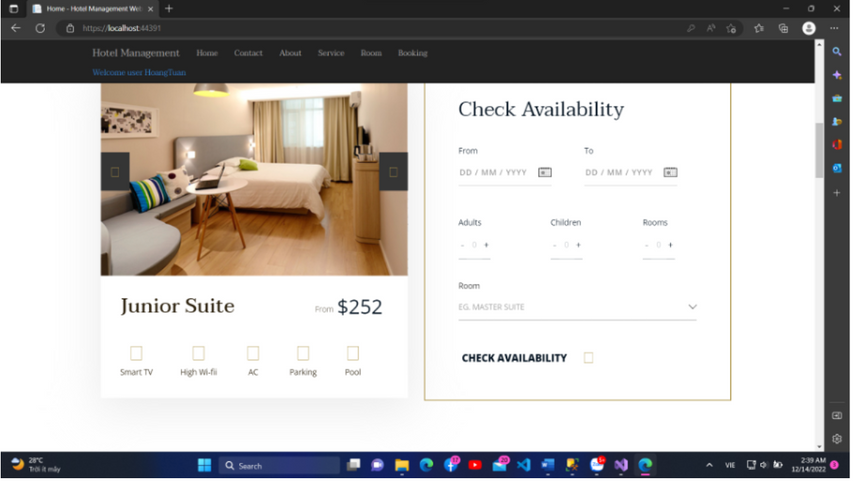 Home - Hotel Management Web
https://localhost:44391
Hotel Management Home Contact About Service Room Booking
Welcome user HoangTuan
Check Availability
From To
DD / MM / YYYY DD / MM / YYYY
Adults Children Rooms
- 0 + - 0 + - 0 +
Room
EG. MASTER SUITE
CHECK AVAILABILITY
Junior Suite From $252
Smart TV High Wi-fii AC Parking Pool
28°C
Trời ít mây
Search
VIE
2:39 AM
12/14/2022